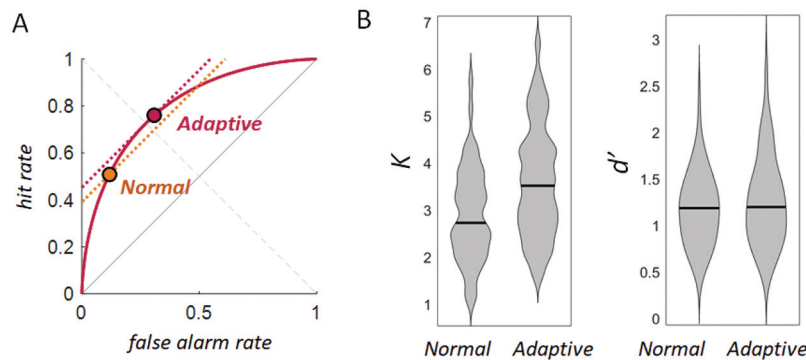 A
hit rate
1
0.8
0.6
0.4
0.2
0
0
0.5
1
false alarm rate
Adaptive
Normal
B
K
7
6
5
4
3
2
1
Normal Adaptive
d'
3
2.5
2
1.5
1
0.5
0
Normal Adaptive